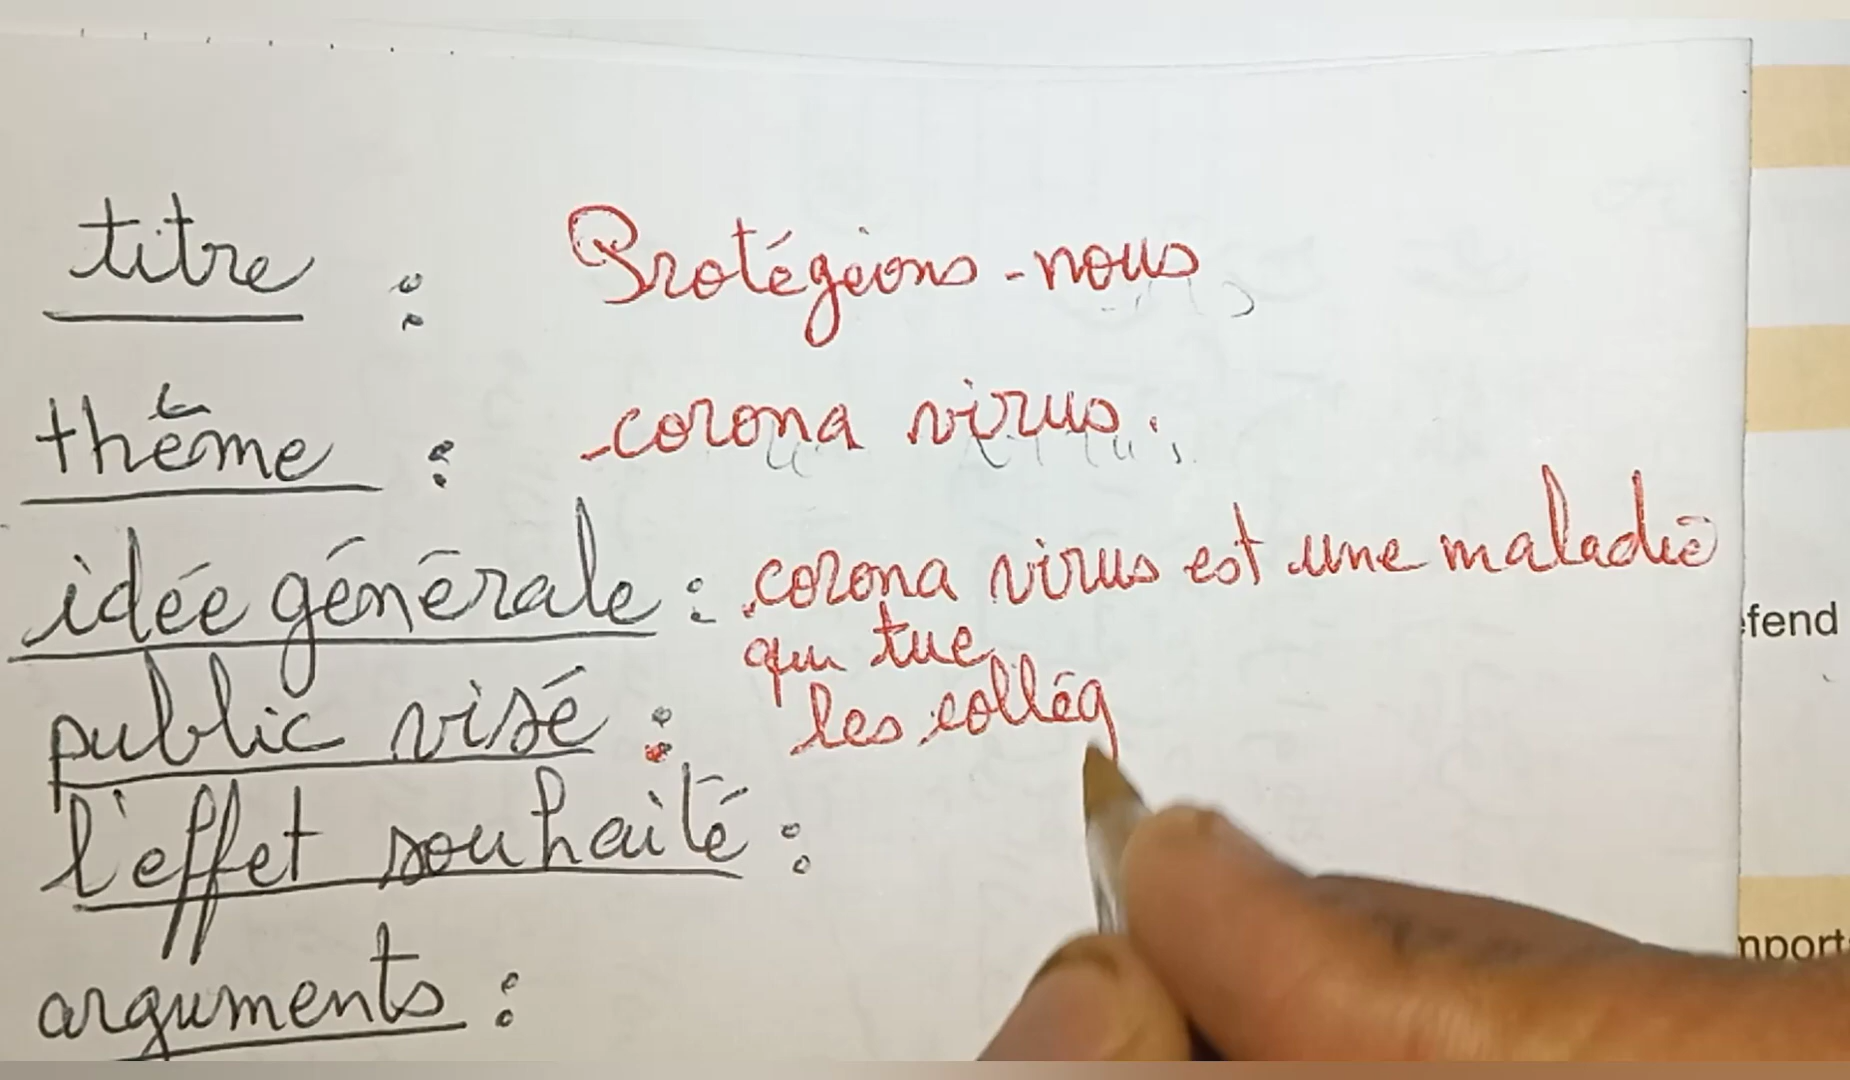 titre : Protégeons-nous
thème : corona virus.
idée générale : corona virus est une maladie
qui tue
public visé : les collég
l'effet souhaité :
arguments :
fend
mport